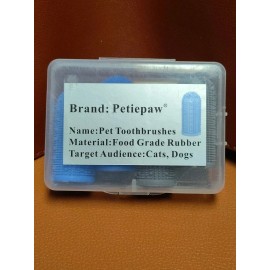 Brand: Petiepaw®
Name:Pet Toothbrushes
Material:Food Grade Rubber
Target Audience:Cats, Dogs